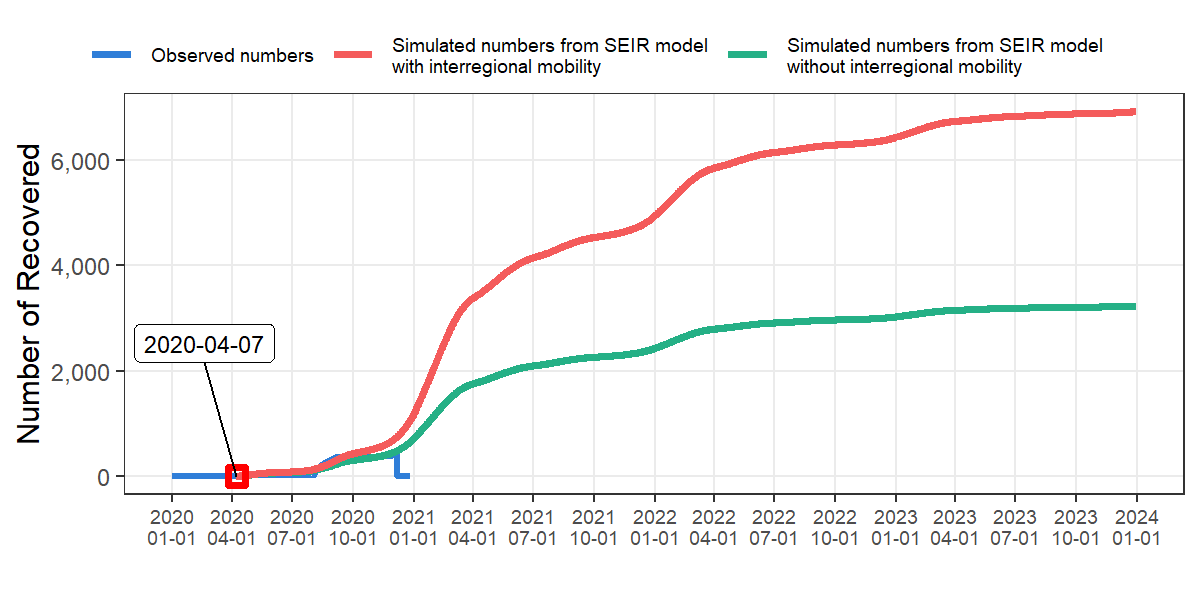 Observed numbers
Simulated numbers from SEIR model
with interregional mobility
Simulated numbers from SEIR model
without interregional mobility
Number of Recovered
6,000
4,000
2,000
0
2020-04-07
2020 2020 2020 2020 2021 2021 2021 2021 2022 2022 2022 2022 2023 2023 2023 2023 2024
01-01 04-01 07-01 10-01 01-01 04-01 07-01 10-01 01-01 04-01 07-01 10-01 01-01 04-01 07-01 10-01 01-01